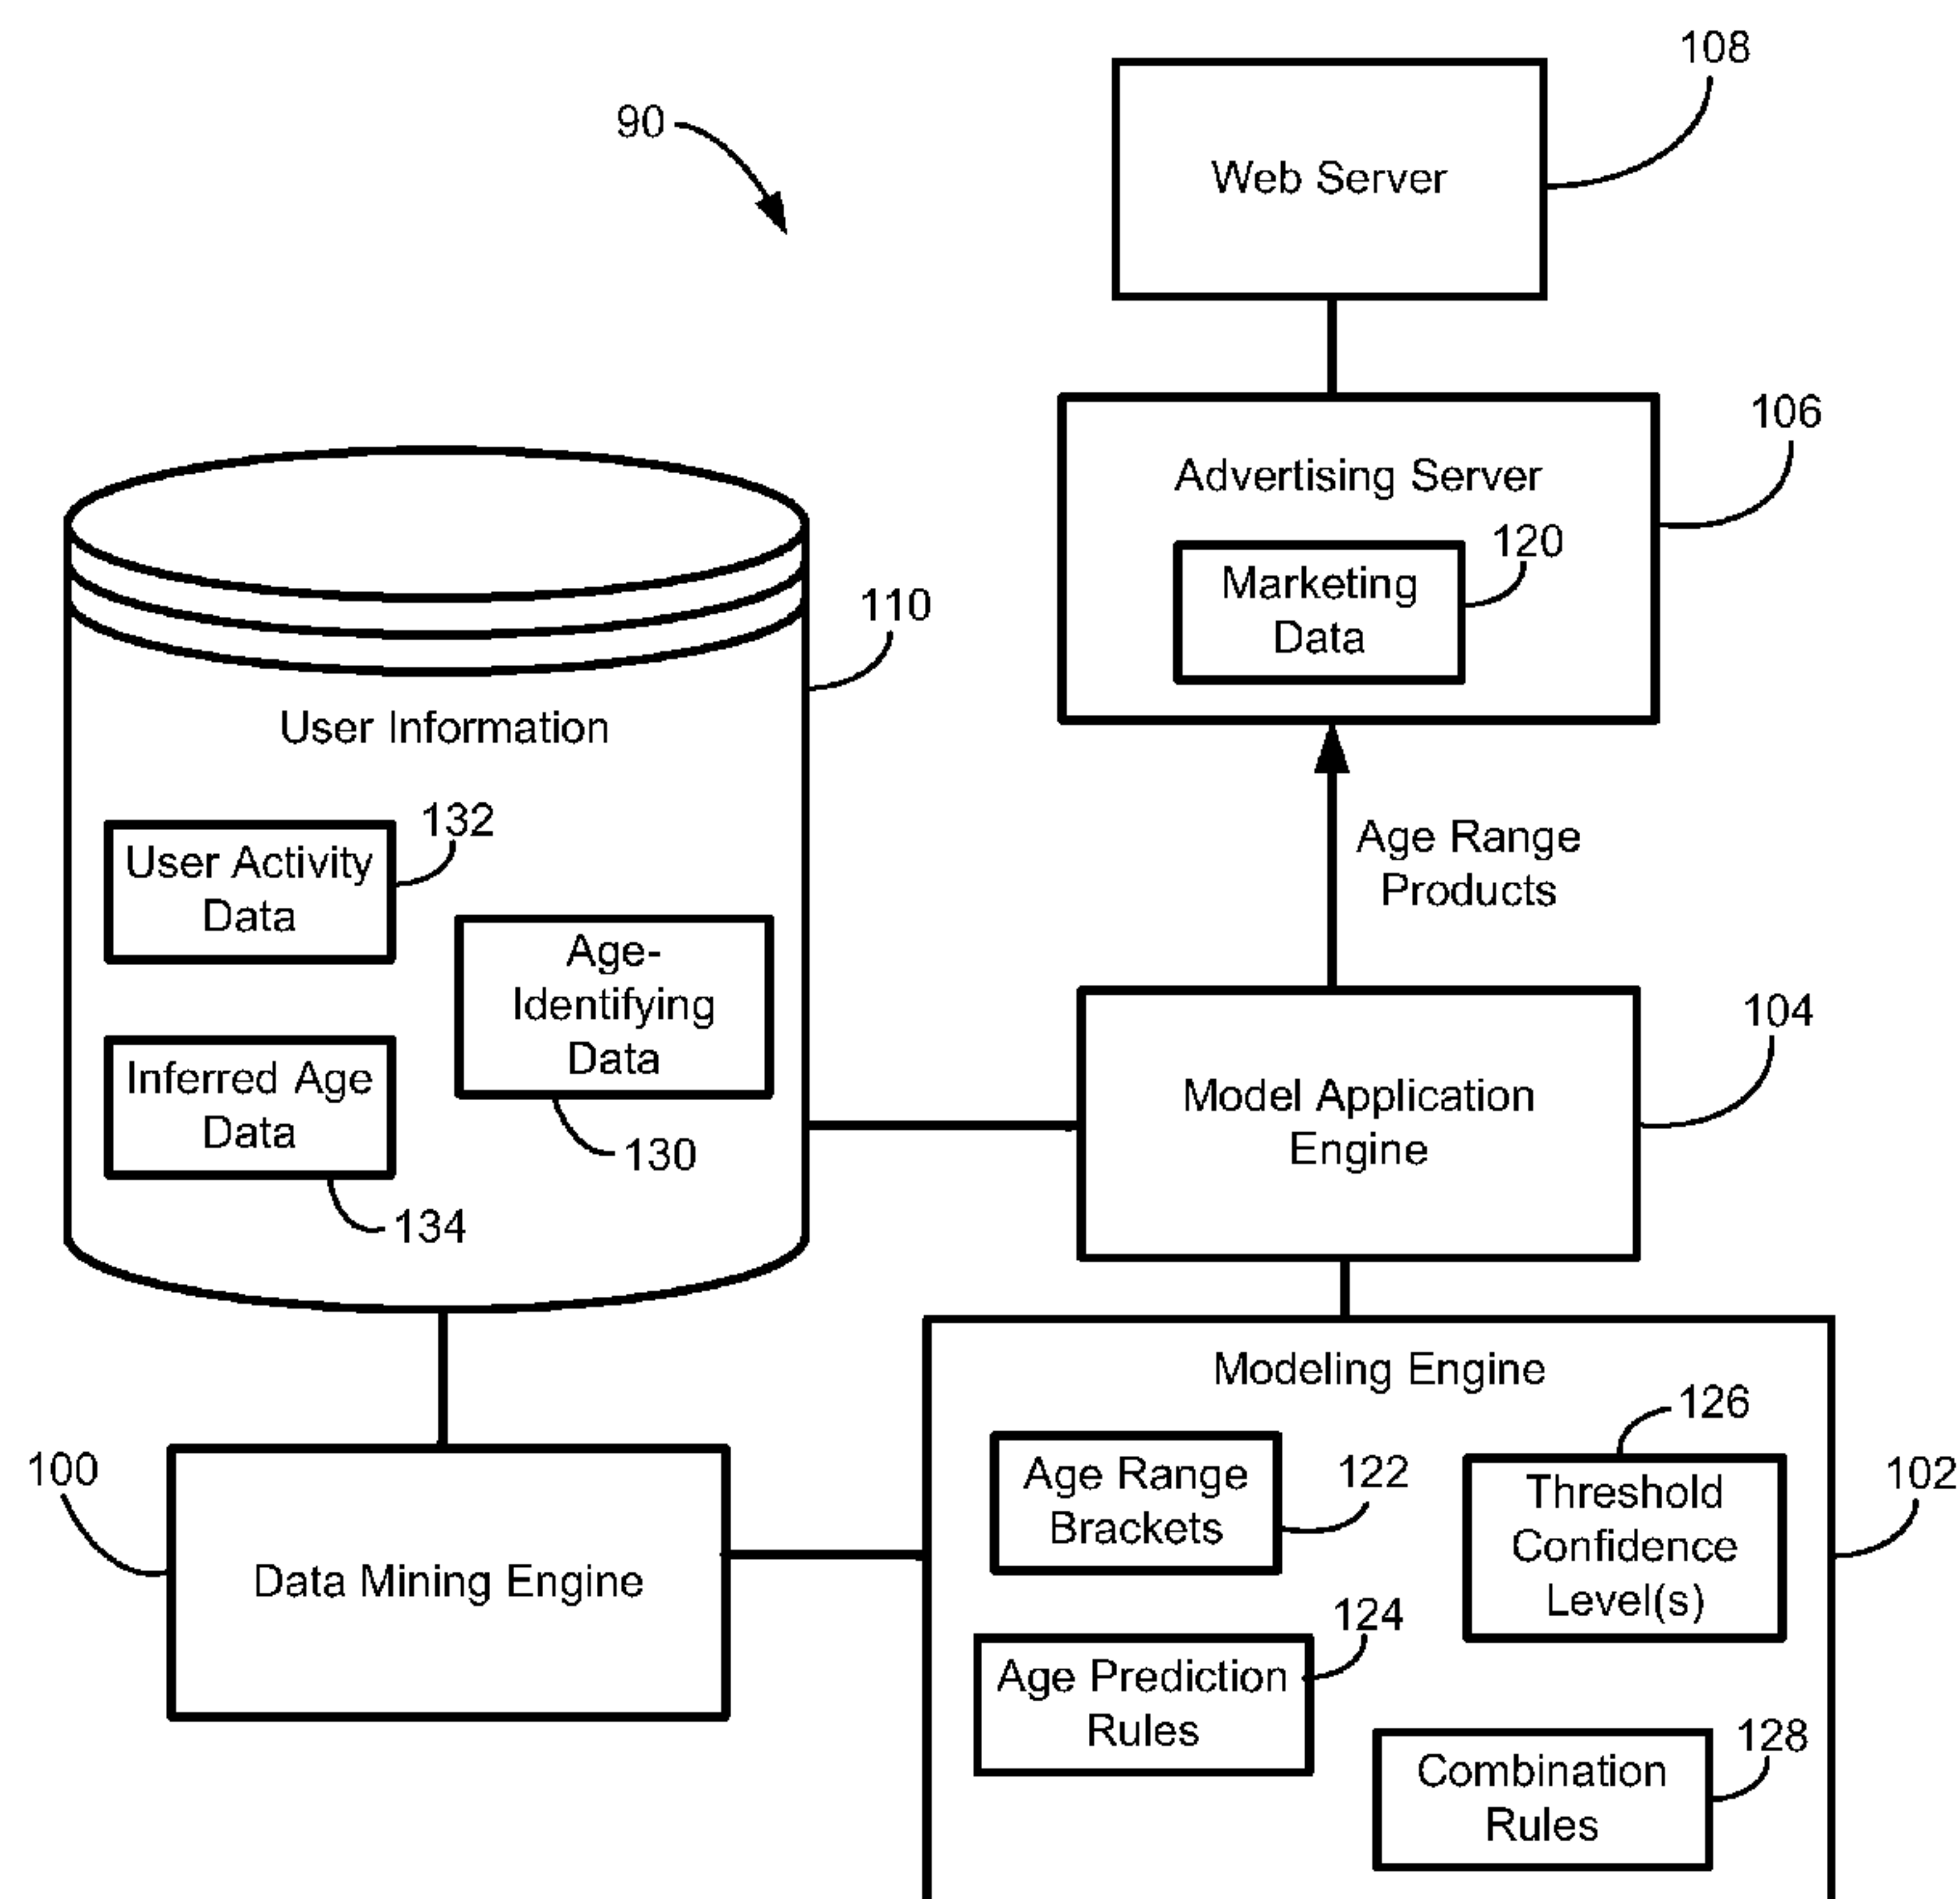 108
90
Web Server
106
Advertising Server
120
Marketing
Data
110
User Information
132
User Activity
Data
Age-
Identifying
Data
130
Inferred Age
Data
134
Age Range
Products
104
Model Application
Engine
Modeling Engine
126
100
Age Range
Brackets
122
Threshold
Confidence
Level(s)
102
Data Mining Engine
124
Age Prediction
Rules
128
Combination
Rules